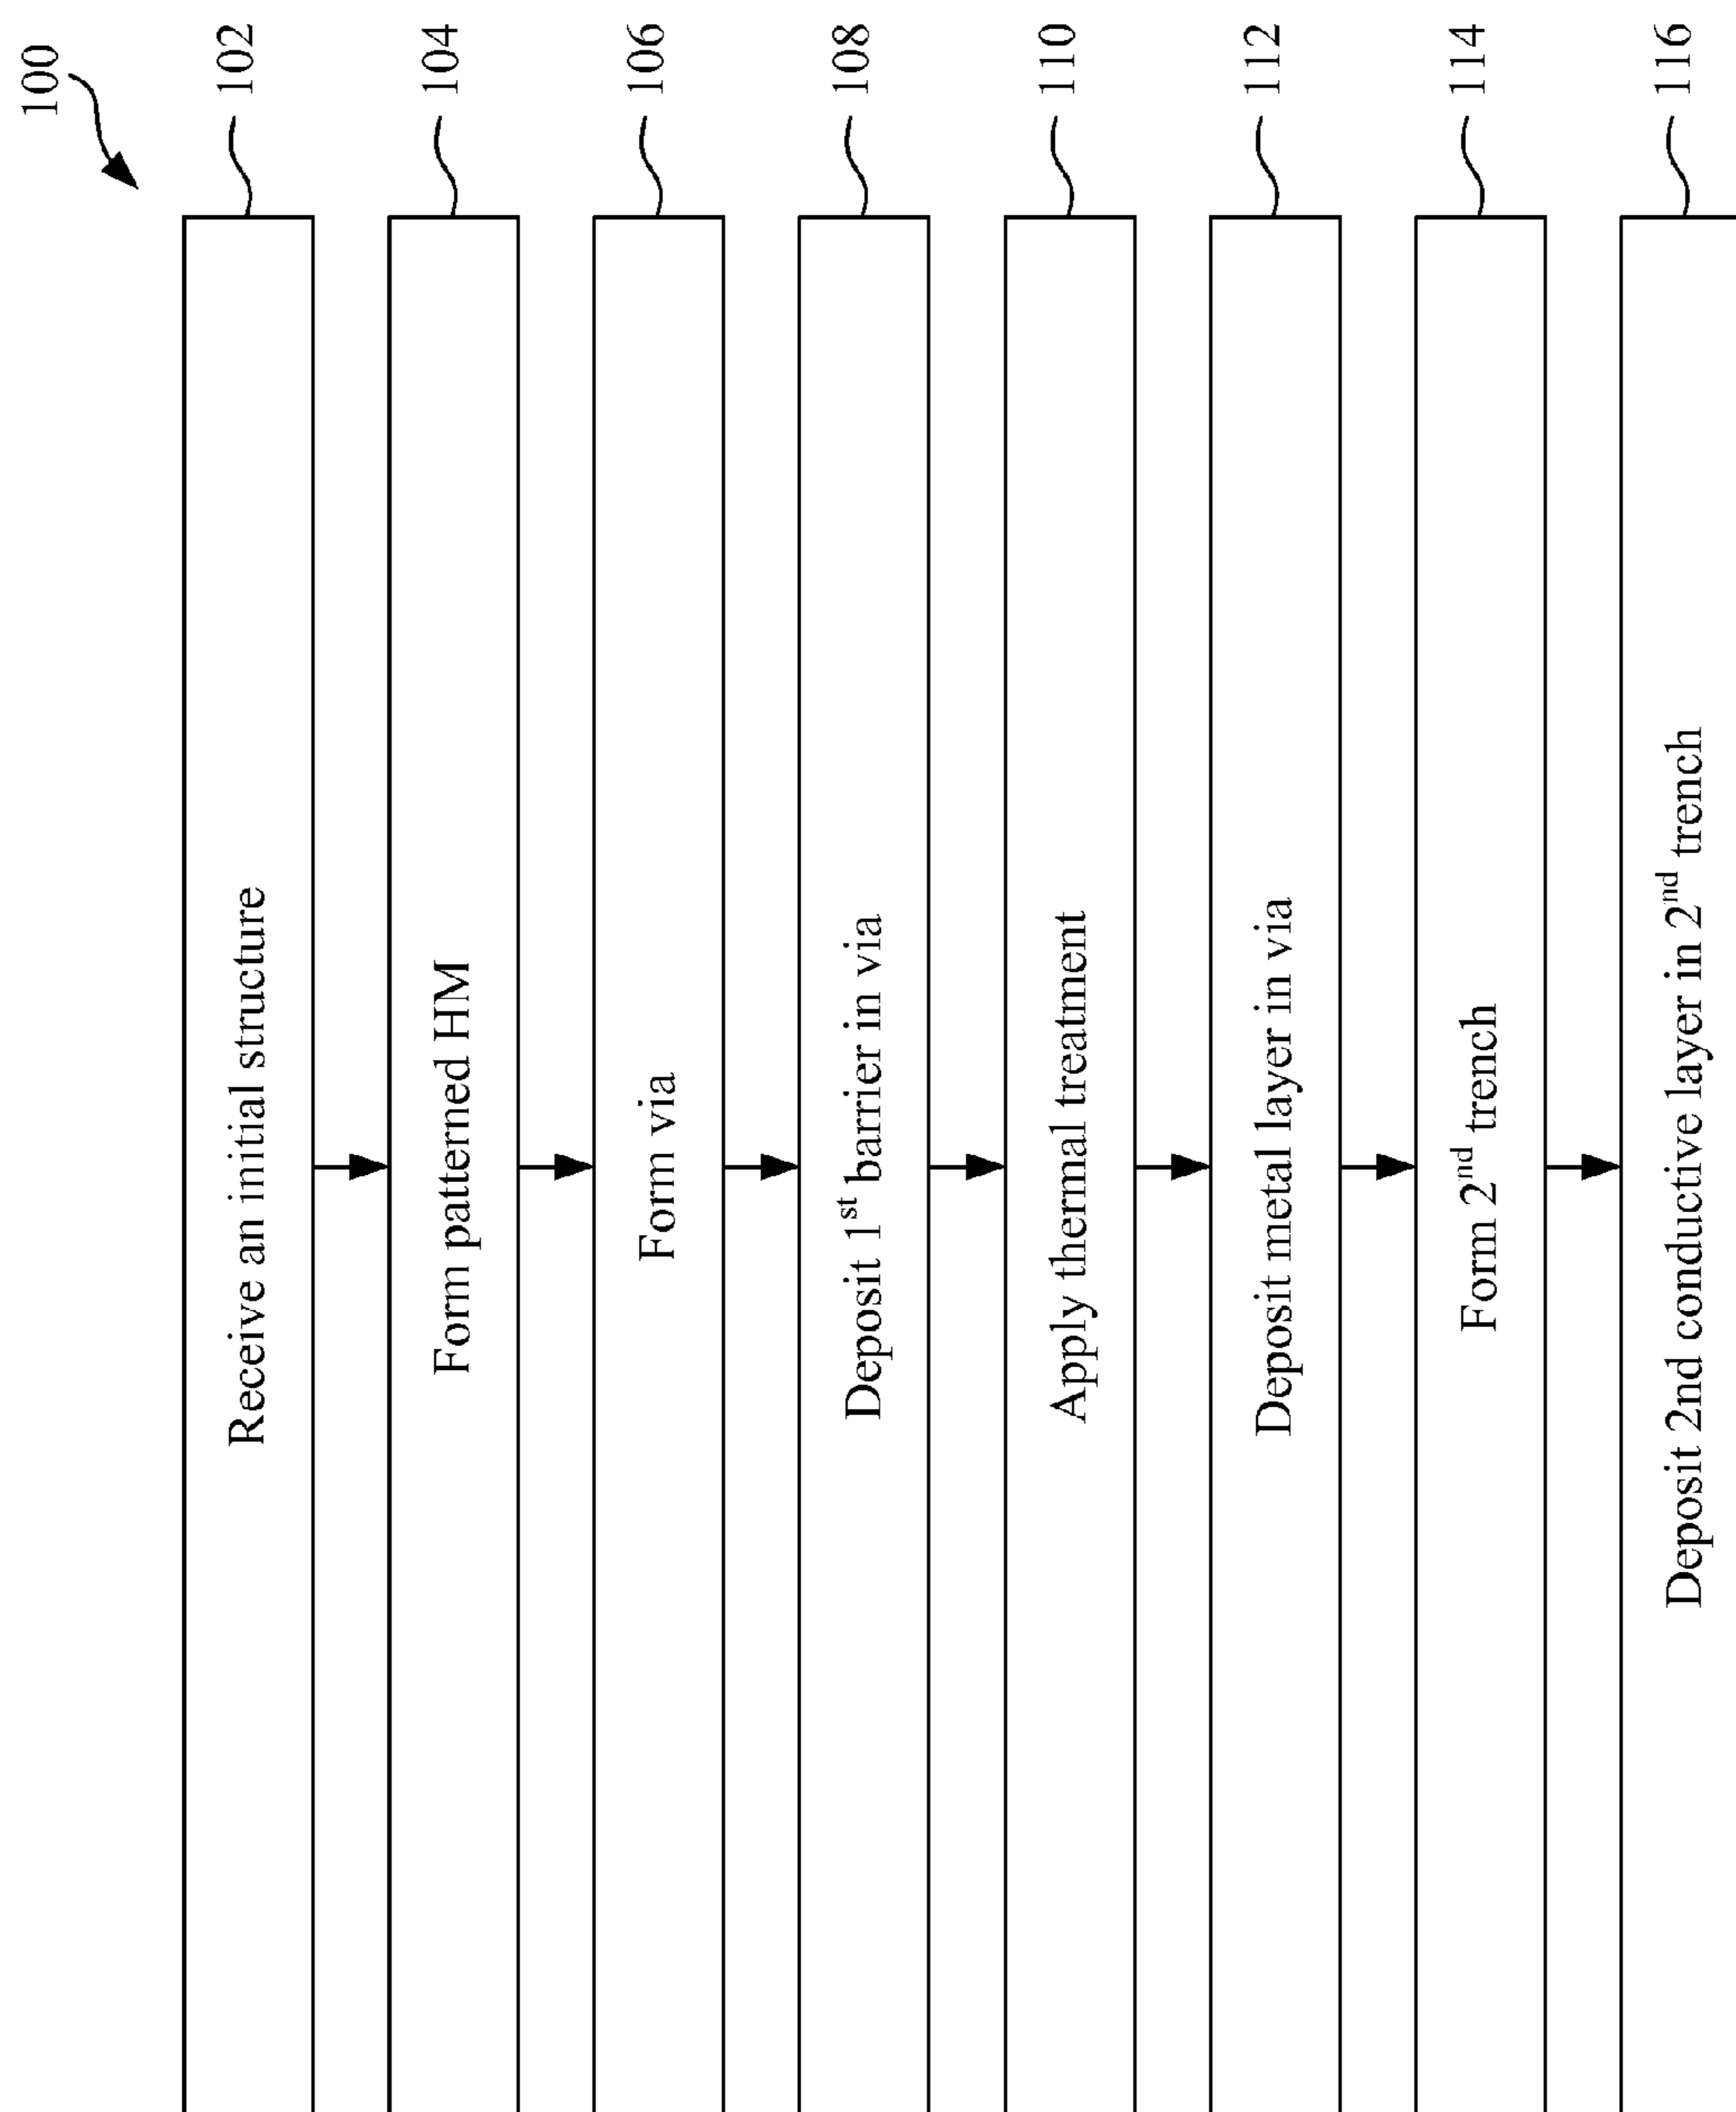 100
Receive an initial structure 102
Form patterned HM 104
Form via 106
Deposit 1st barrier in via 108
Apply thermal treatment 110
Deposit metal layer in via 112
Form 2nd trench 114
Deposit 2nd conductive layer in 2nd trench 116